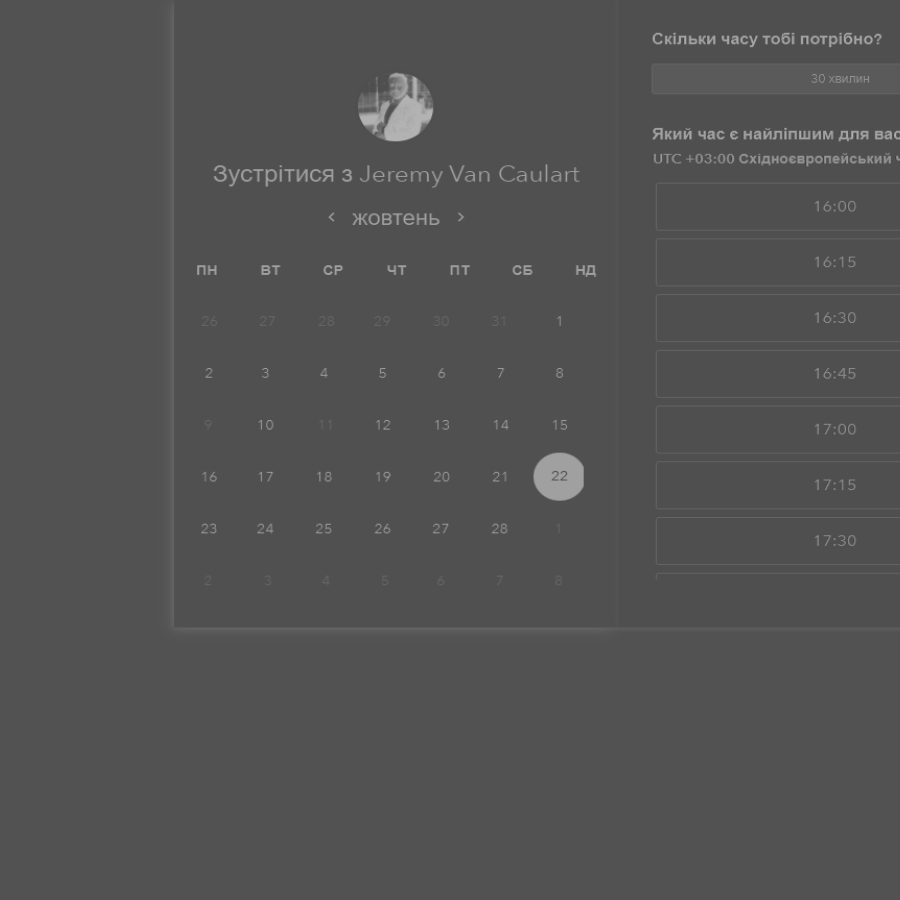 Зустрітися з Jeremy Van Caulart
жовтень
ПН ВТ СР ЧТ ПТ СБ НД
26 27 28 29 30 31 1
2 3 4 5 6 7 8
9 10 11 12 13 14 15
16 17 18 19 20 21 22
23 24 25 26 27 28 1
2 3 4 5 6 7 8
Скільки часу тобі потрібно?
30 хвилин
Який час є найліпшим для вас
UTC +03:00 Східноєвропейський
16:00
16:15
16:30
16:45
17:00
17:15
17:30